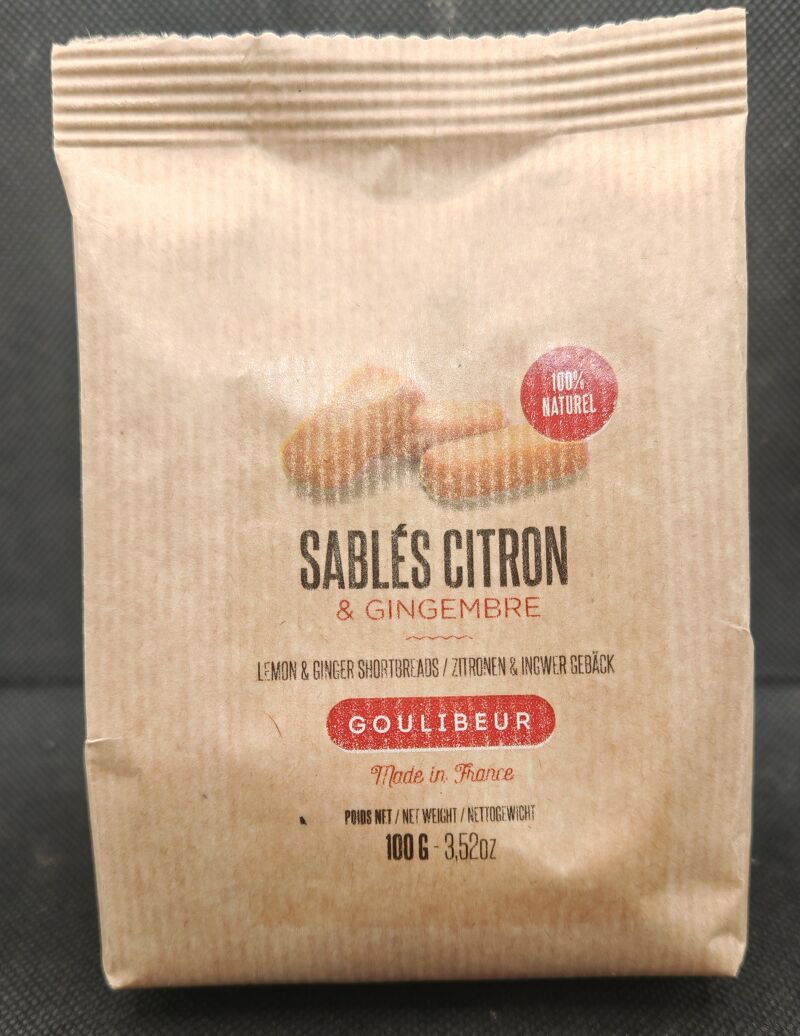 100%
NATUREL
SABLÉS CITRON
& GINGEMBRE
LEMON & GINGER SHORTBREADS / ZITRONEN & INGWER GEBÄCK
GOULIBEUR
Made in France
POIDS NET / NET WEIGHT / NETTOGEWICHT
100 G - 3,52oz